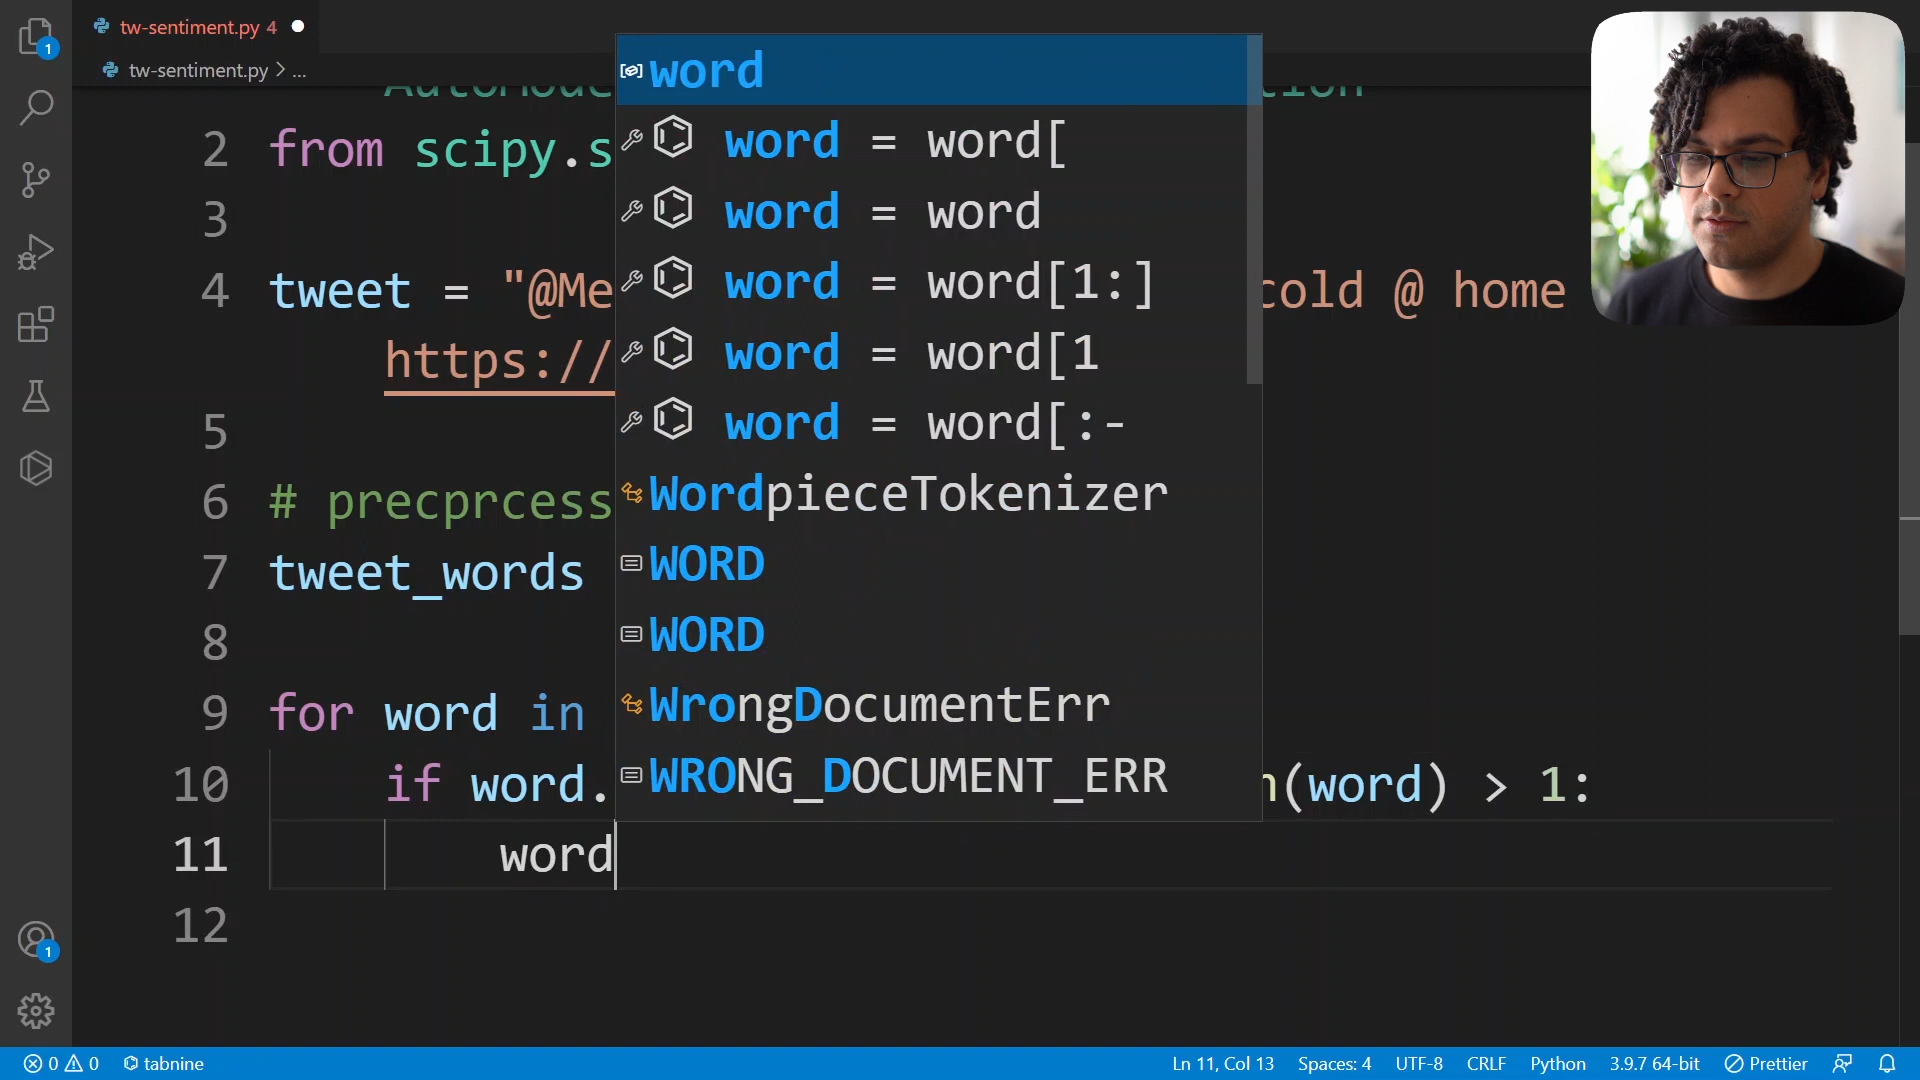 1
tw-sentiment.py 4
tw-sentiment.py > ...
2 from scipy.s
3
4 tweet = "@Me cold @ home
https://
5
6 # precprcess
7 tweet_words
8
9 for word in
10 if word. n(word) > 1:
11 word
12
word
word = word[
word = word
word = word[1:]
word = word[1
word = word[:-
WordpieceTokenizer
WORD
WORD
WrongDocumentErr
WRONG_DOCUMENT_ERR
1
0 0 tabnine Ln 11, Col 13 Spaces: 4 UTF-8 CRLF Python 3.9.7 64-bit Prettier